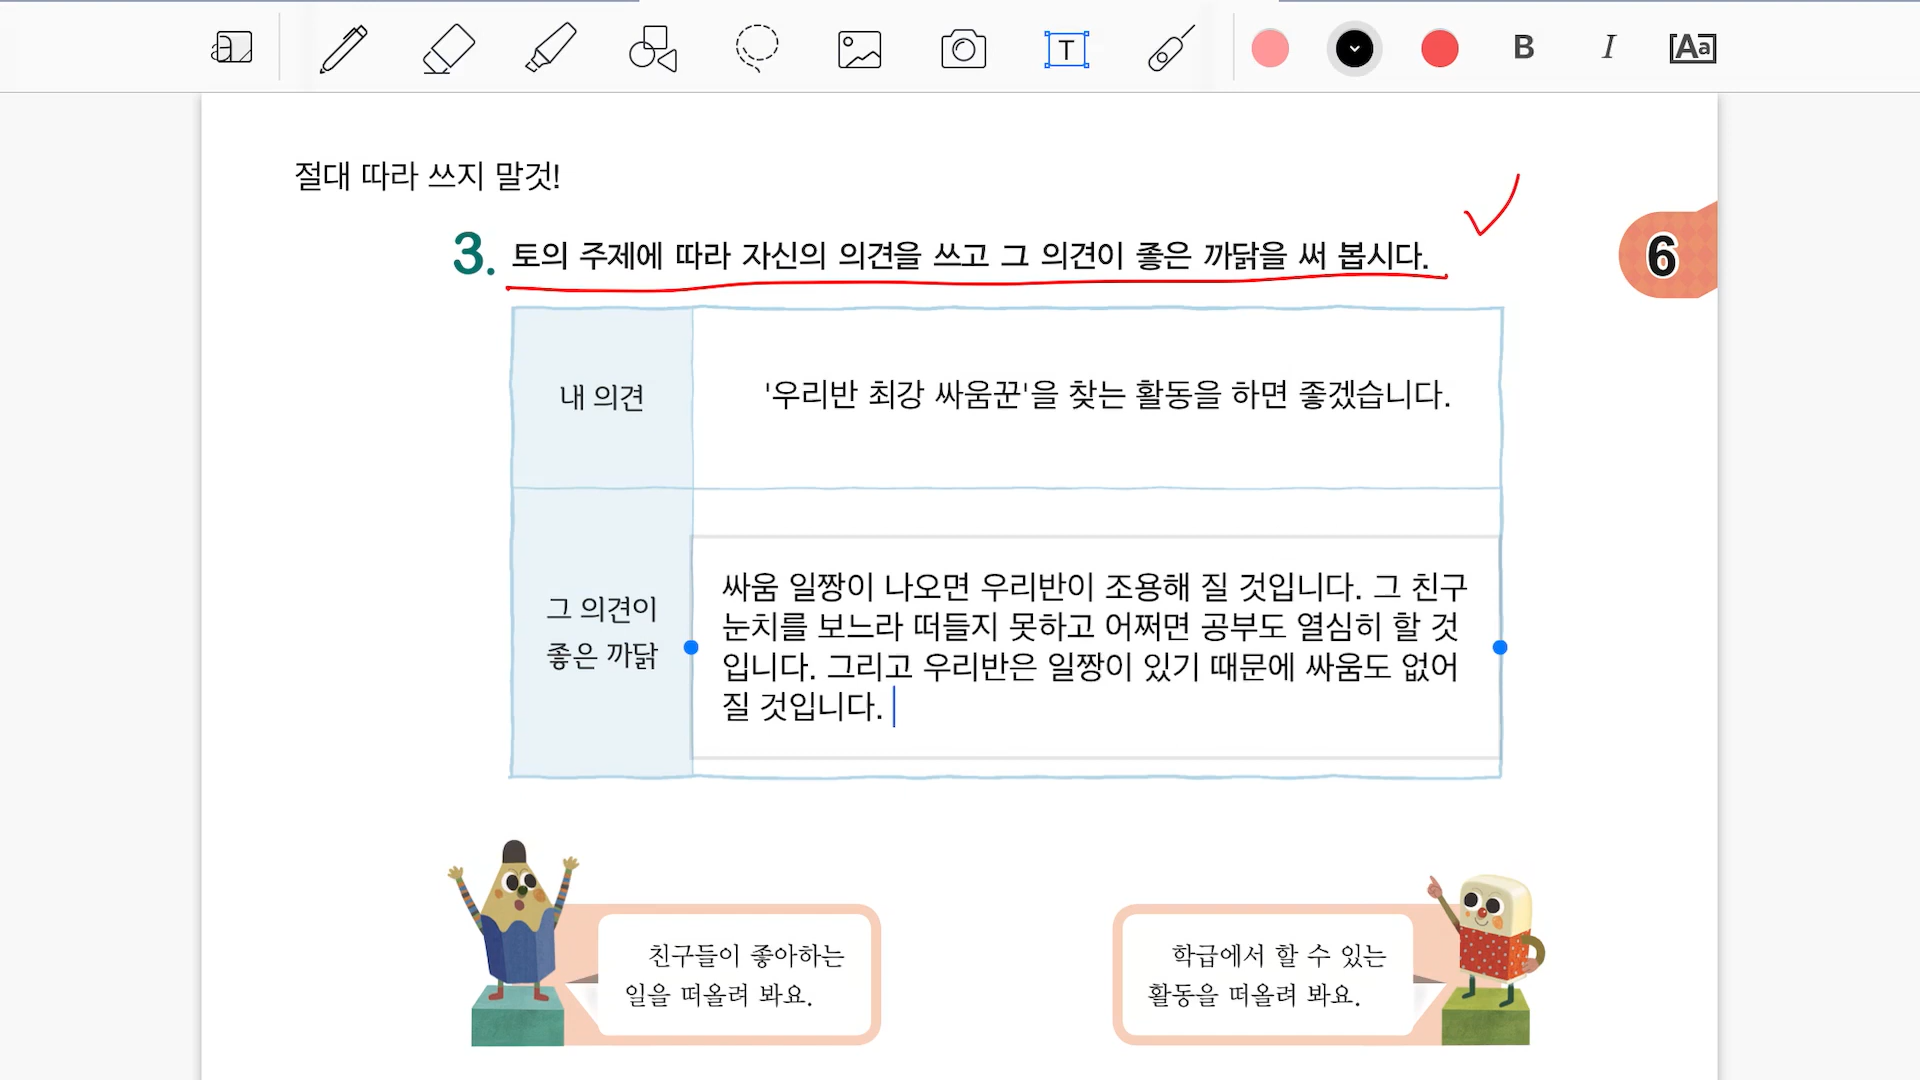 절대 따라 쓰지 말것!
3. 토의 주제에 따라 자신의 의견을 쓰고 그 의견이 좋은 까닭을 써 봅시다.
6
내 의견
'우리반 최강 싸움꾼'을 찾는 활동을 하면 좋겠습니다.
그 의견이
좋은 까닭
싸움 일짱이 나오면 우리반이 조용해 질 것입니다. 그 친구
눈치를 보느라 떠들지 못하고 어쩌면 공부도 열심히 할 것
입니다. 그리고 우리반은 일짱이 있기 때문에 싸움도 없어
질 것입니다.
친구들이 좋아하는
일을 떠올려 봐요.
학급에서 할 수 있는
활동을 떠올려 봐요.
a
T
B
I
Aa